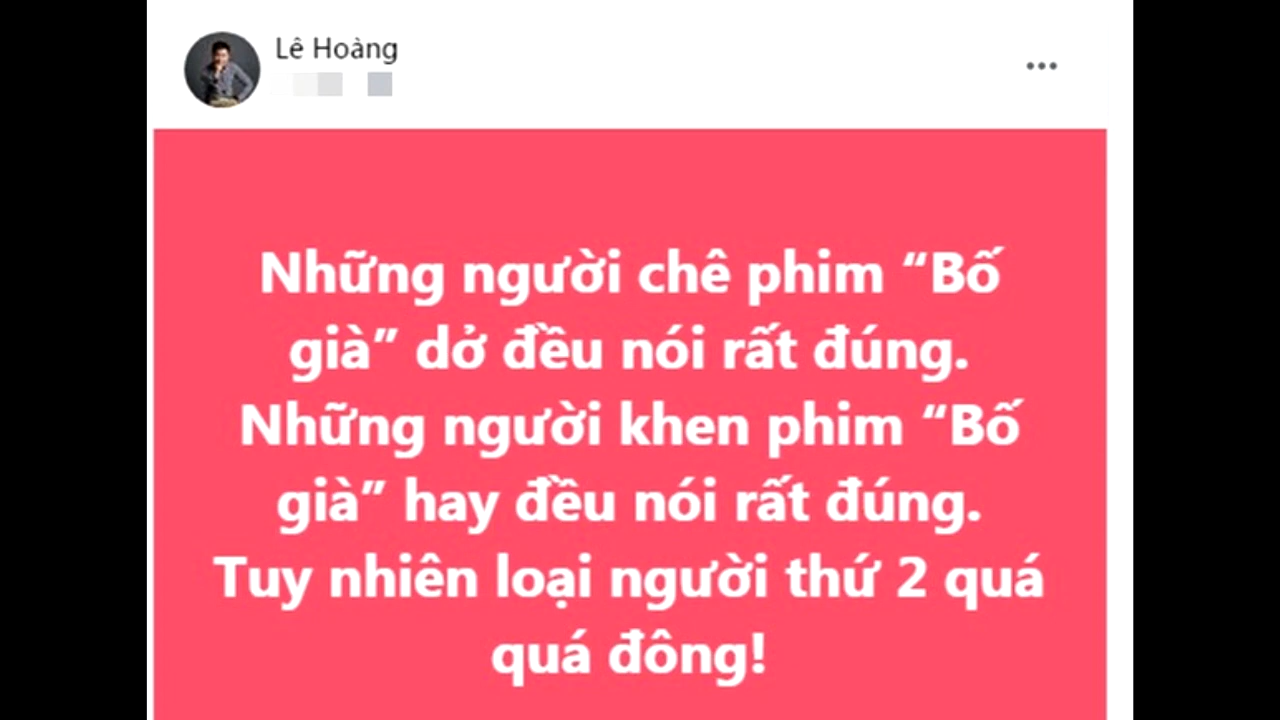 Lê Hoàng
Những người chê phim “Bố
già” dở đều nói rất đúng.
Những người khen phim “Bố
già” hay đều nói rất đúng.
Tuy nhiên loại người thứ 2 quá
quá đông!